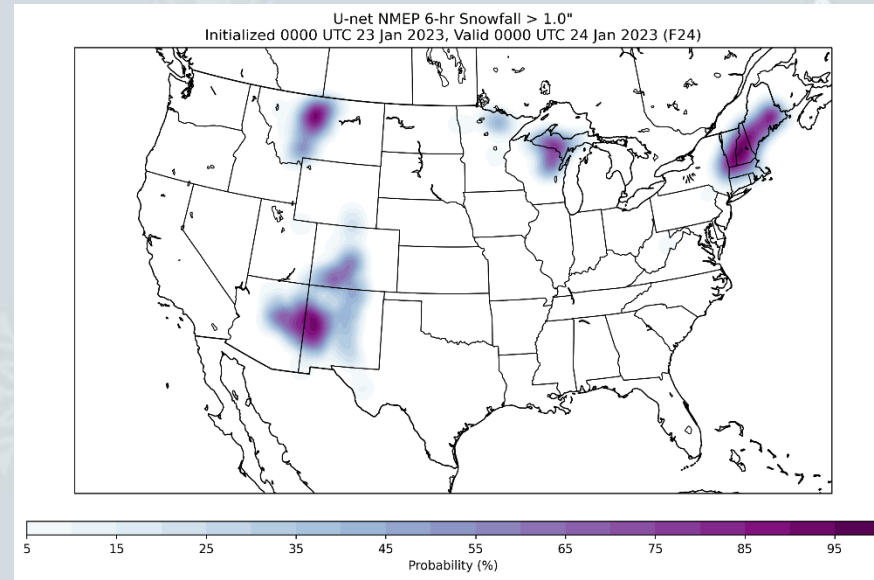 U-net NMEP 6-hr Snowfall > 1.0"
Initialized 0000 UTC 23 Jan 2023, Valid 0000 UTC 24 Jan 2023 (F24)
5 15 25 35 45 55 65 75 85 95
Probability (%)